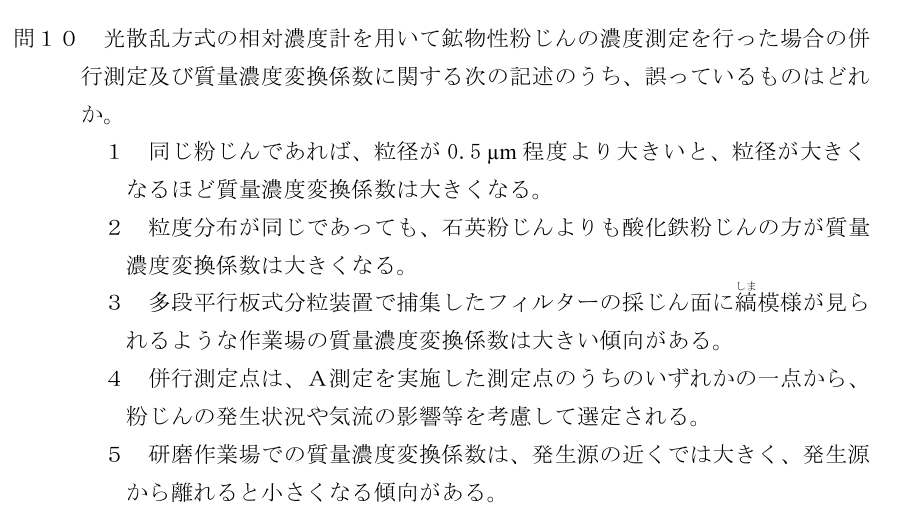 問１０　光散乱方式の相対濃度計を用いて鉱物性粉じんの濃度測定を行った場合の併
行測定及び質量濃度変換係数に関する次の記述のうち、誤っているものはどれ
か。
１　同じ粉じんであれば、粒径が 0.5 μm 程度より大きいと、粒径が大きく
なるほど質量濃度変換係数は大きくなる。
２　粒度分布が同じであっても、石英粉じんよりも酸化鉄粉じんの方が質量
濃度変換係数は大きくなる。
しま
３　多段平行板式分粒装置で捕集したフィルターの採じん面に縞模様が見ら
れるような作業場の質量濃度変換係数は大きい傾向がある。
４　併行測定点は、Ａ測定を実施した測定点のうちのいずれかの一点から、
粉じんの発生状況や気流の影響等を考慮して選定される。
５　研磨作業場での質量濃度変換係数は、発生源の近くでは大きく、発生源
から離れると小さくなる傾向がある。